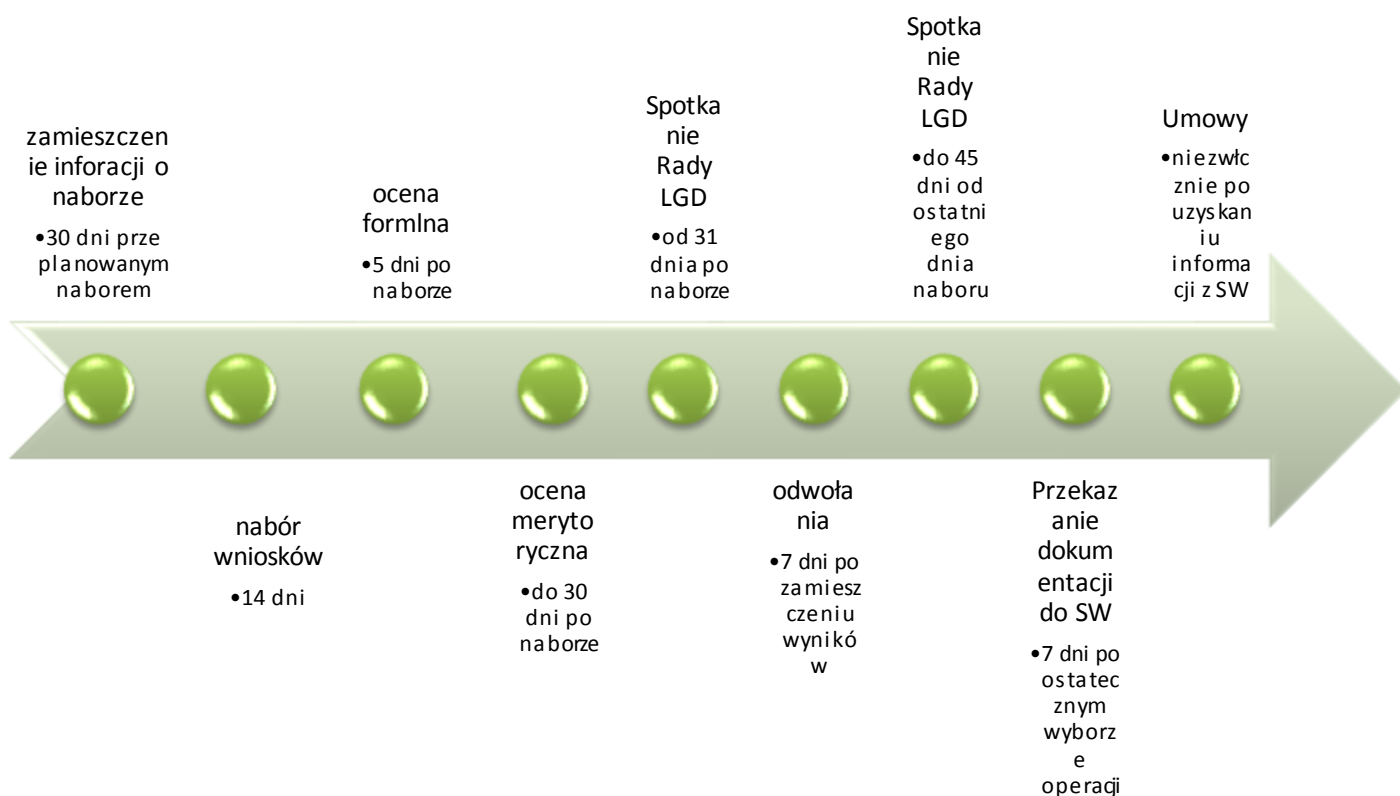 zamieszczen
ie inforacji o
naborze
•30 dni prze
planowanym
naborem
nabór
wniosków
•14 dni
ocena
formlna
•5 dni po
naborze
ocena
meryto
ryczna
•do 30
dni po
naborze
Spotka
nie
Rady
LGD
•od 31
dnia po
naborze
odwoła
nia
•7 dni po
zamiesz
czeniu
wynikó
w
Spotka
nie
Rady
LGD
•do 45
dni od
ostatni
ego
dnia
naboru
Przekaz
anie
dokum
entacji
do SW
•7 dni po
ostatec
znym
wyborz
e
operacji
Umowy
•niezwłc
znie po
uzyskan
iu
informa
cji z SW